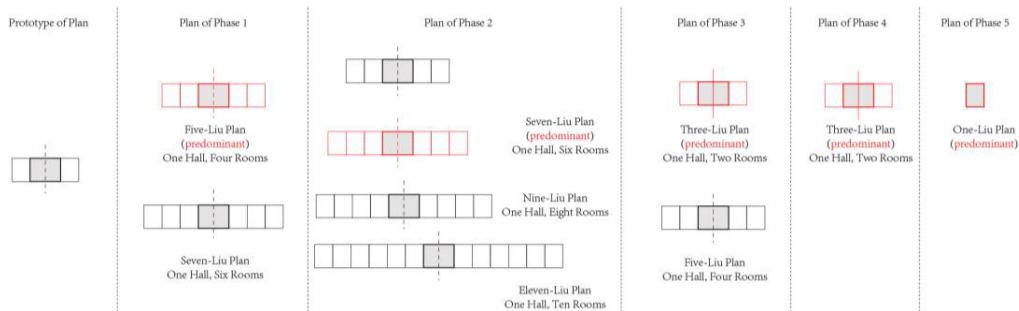 Prototype of Plan
Plan of Phase 1
Five-Liu Plan
(predominant)
One Hall, Four Rooms
Seven-Liu Plan
One Hall, Six Rooms
Plan of Phase 2
Seven-Liu Plan
(predominant)
One Hall, Six Rooms
Nine-Liu Plan
One Hall, Eight Rooms
Eleven-Liu Plan
One Hall, Ten Rooms
Plan of Phase 3
Three-Liu Plan
(predominant)
One Hall, Two Rooms
Five-Liu Plan
One Hall, Four Rooms
Plan of Phase 4
Three-Liu Plan
(predominant)
One Hall, Two Rooms
Plan of Phase 5
One-Liu Plan
(predominant)